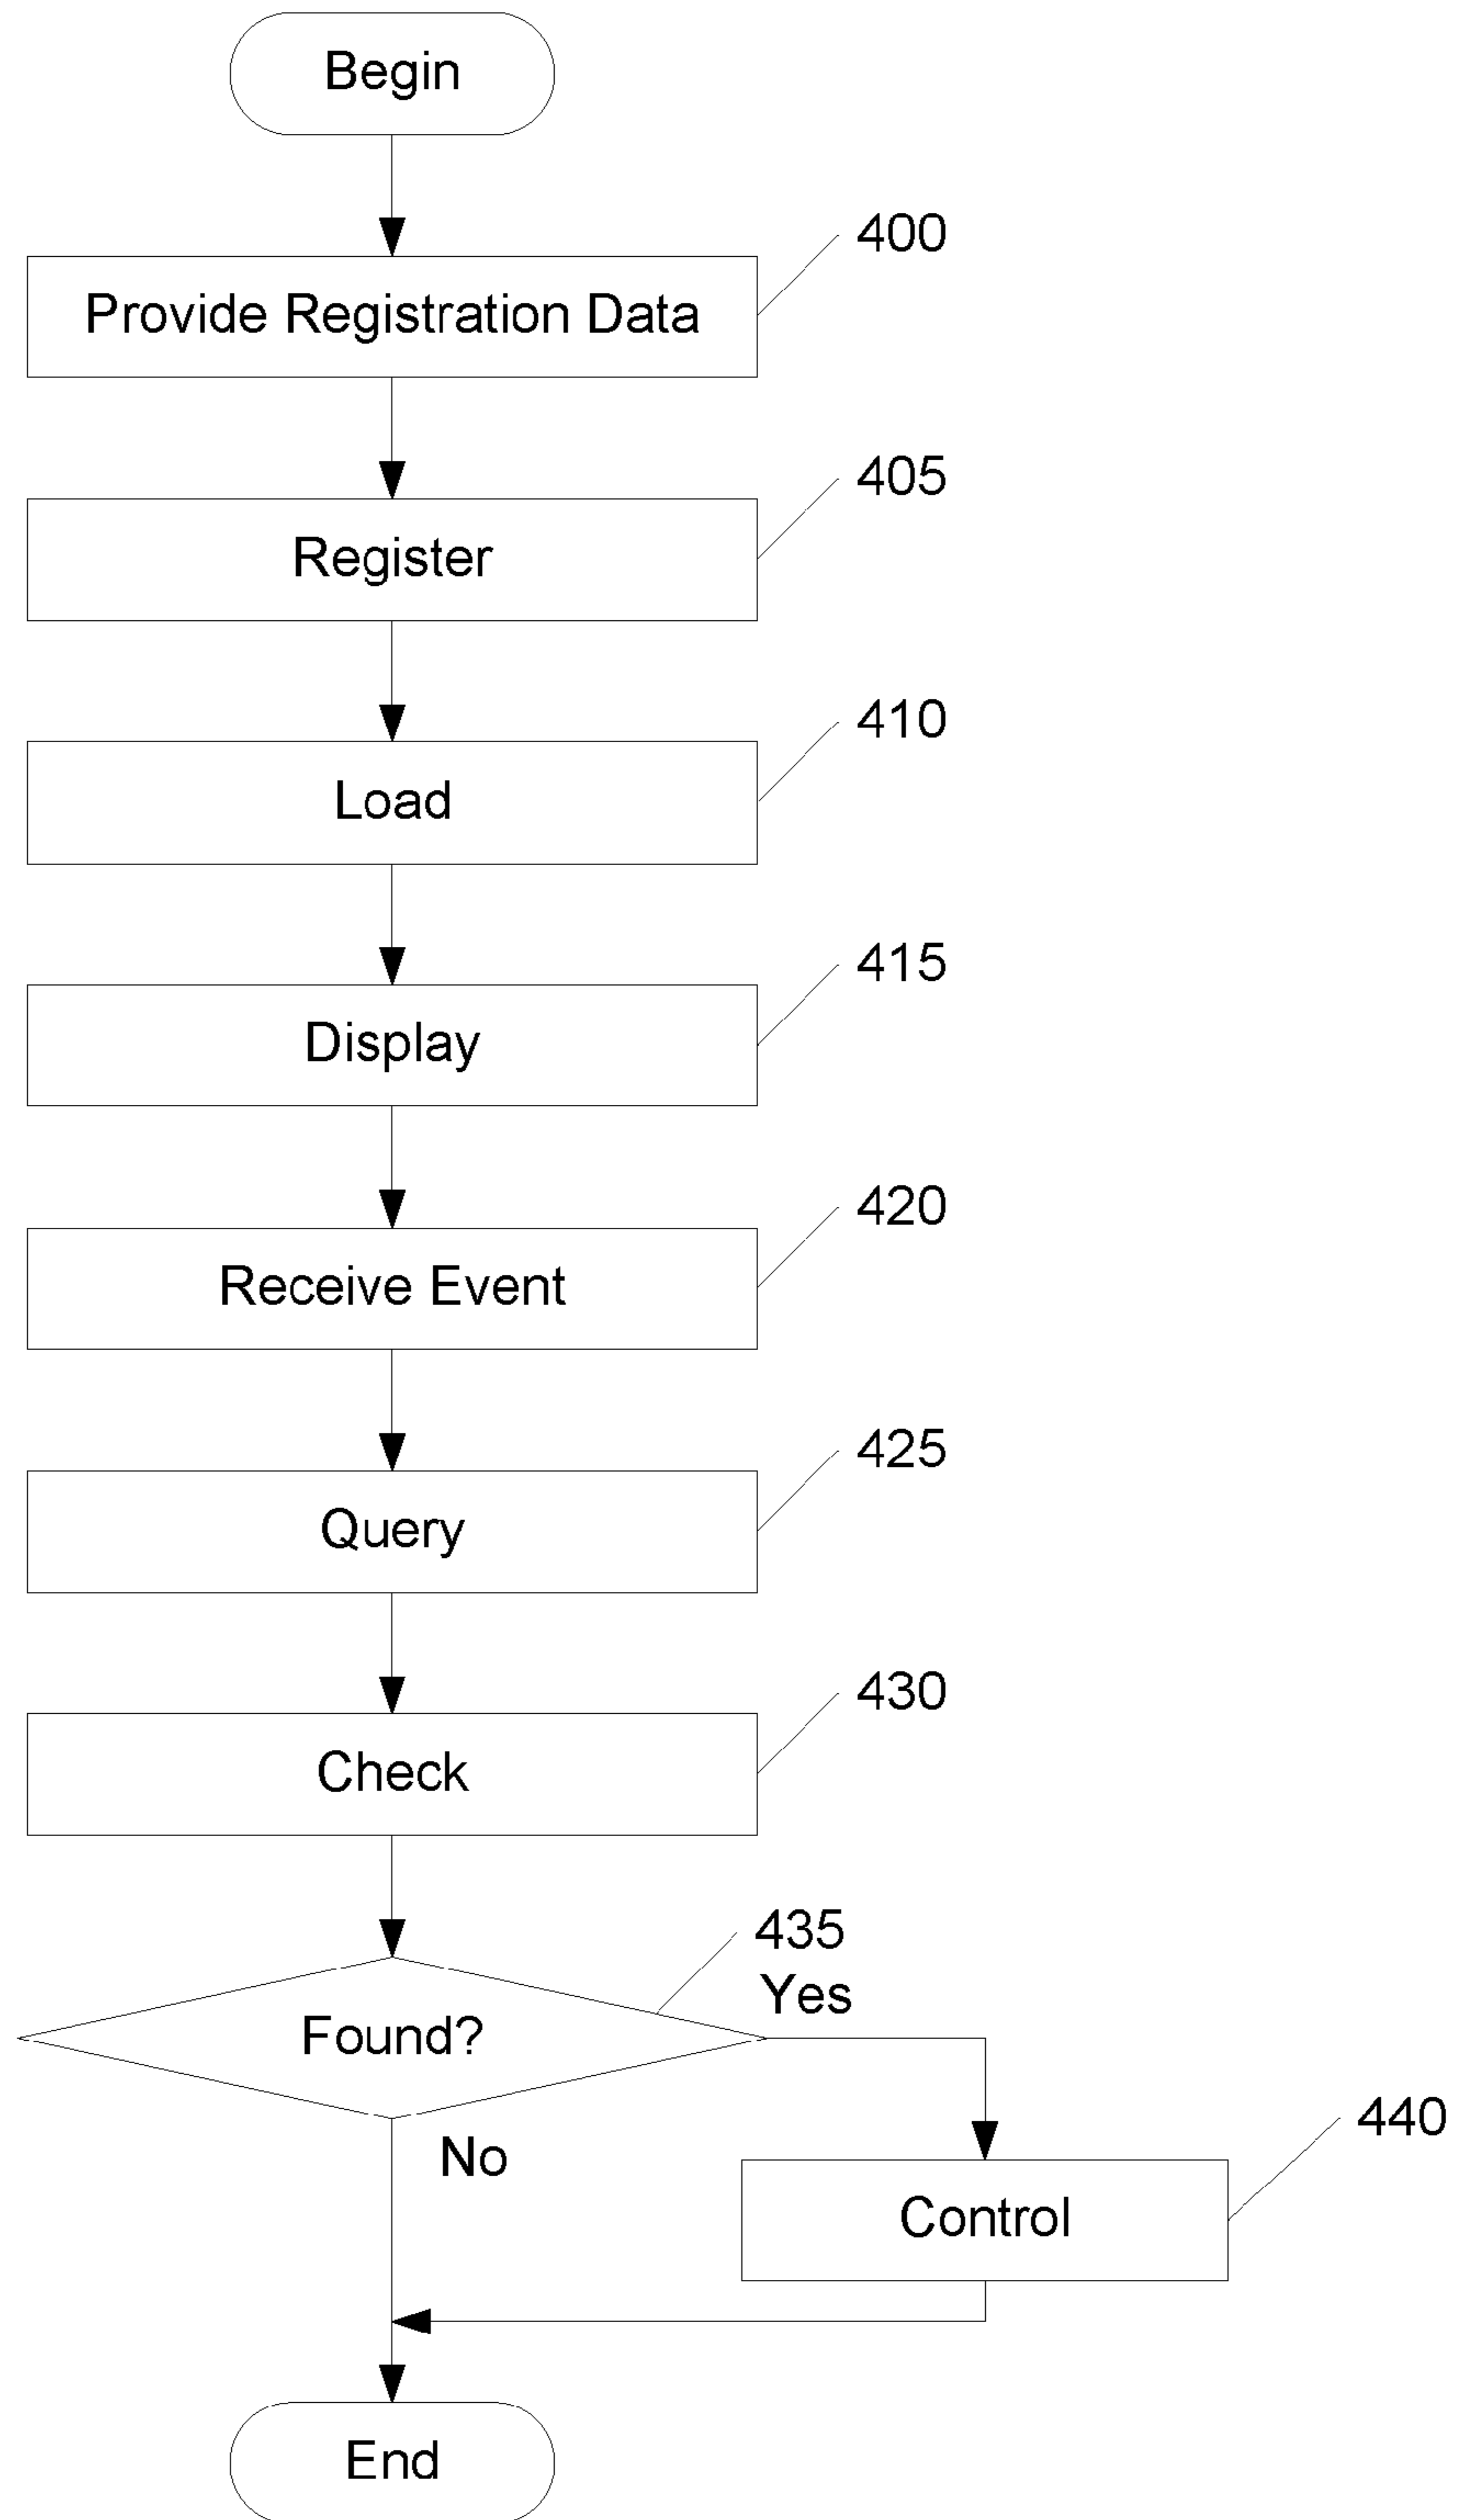 Begin
400
Provide Registration Data
405
Register
410
Load
415
Display
420
Receive Event
425
Query
430
Check
435
Yes
Found?
No
440
Control
End